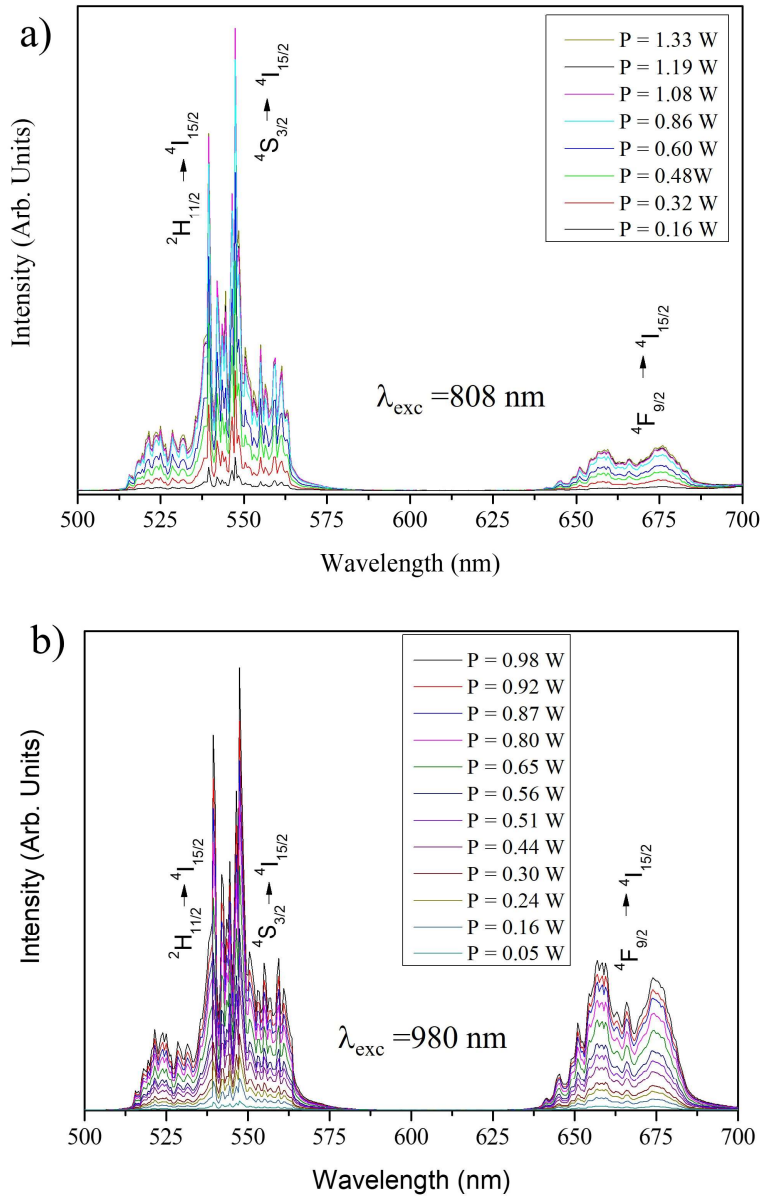 a)
Intensity (Arb. Units)
²H₁₁/₂ → ⁴I₁₅/₂
⁴S₃/₂ → ⁴I₁₅/₂
P = 1.33 W
P = 1.19 W
P = 1.08 W
P = 0.86 W
P = 0.60 W
P = 0.48W
P = 0.32 W
P = 0.16 W
λexc =808 nm
⁴F₉/₂ → ⁴I₁₅/₂
500 525 550 575 600 625 650 675 700
Wavelength (nm)
b)
Intensity (Arb. Units)
²H₁₁/₂ → ⁴I₁₅/₂
⁴S₃/₂ → ⁴I₁₅/₂
P = 0.98 W
P = 0.92 W
P = 0.87 W
P = 0.80 W
P = 0.65 W
P = 0.56 W
P = 0.51 W
P = 0.44 W
P = 0.30 W
P = 0.24 W
P = 0.16 W
P = 0.05 W
⁴F₉/₂ → ⁴I₁₅/₂
λexc =980 nm
500 525 550 575 600 625 650 675 700
Wavelength (nm)